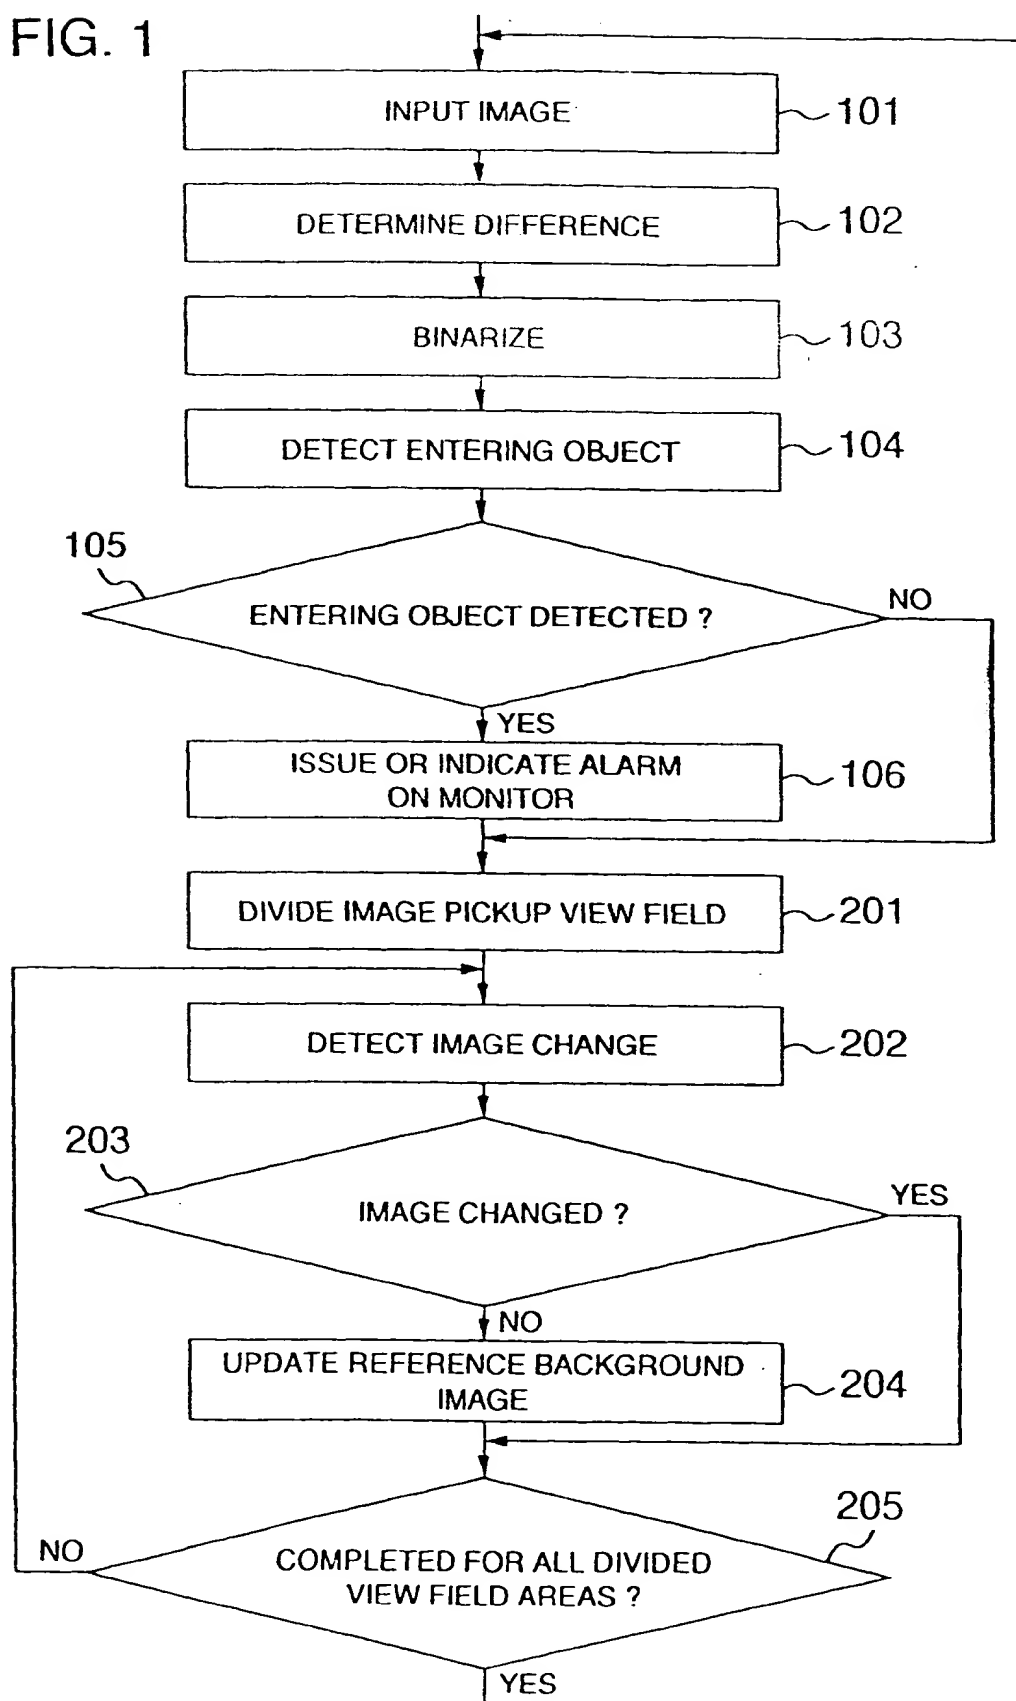 FIG. 1
INPUT IMAGE
101
DETERMINE DIFFERENCE
102
BINARIZE
103
DETECT ENTERING OBJECT
104
105
ENTERING OBJECT DETECTED ?
NO
YES
ISSUE OR INDICATE ALARM
ON MONITOR
106
DIVIDE IMAGE PICKUP VIEW FIELD
201
DETECT IMAGE CHANGE
202
203
IMAGE CHANGED ?
YES
NO
UPDATE REFERENCE BACKGROUND
IMAGE
204
205
NO
COMPLETED FOR ALL DIVIDED
VIEW FIELD AREAS ?
YES